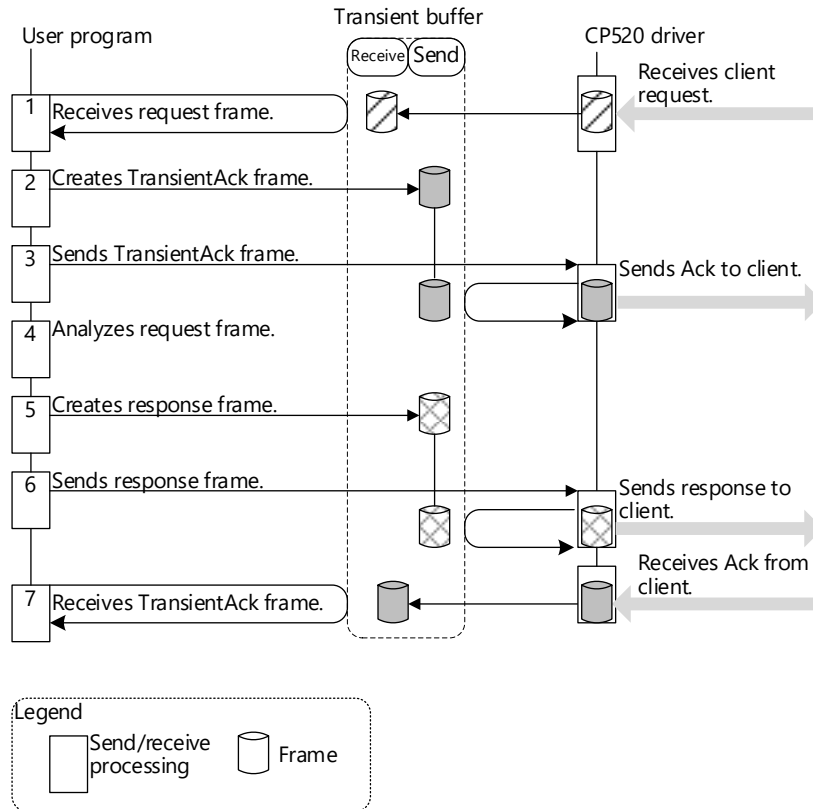 Transient buffer
User program
CP520 driver
Receive
Send
Receives client
request.
1
Receives request frame.
2
Creates TransientAck frame.
3
Sends TransientAck frame.
Sends Ack to client.
4
Analyzes request frame.
5
Creates response frame.
6
Sends response frame.
Sends response to
client.
Receives Ack from
client.
7
Receives TransientAck frame.
Legend
Send/receive
processing
Frame